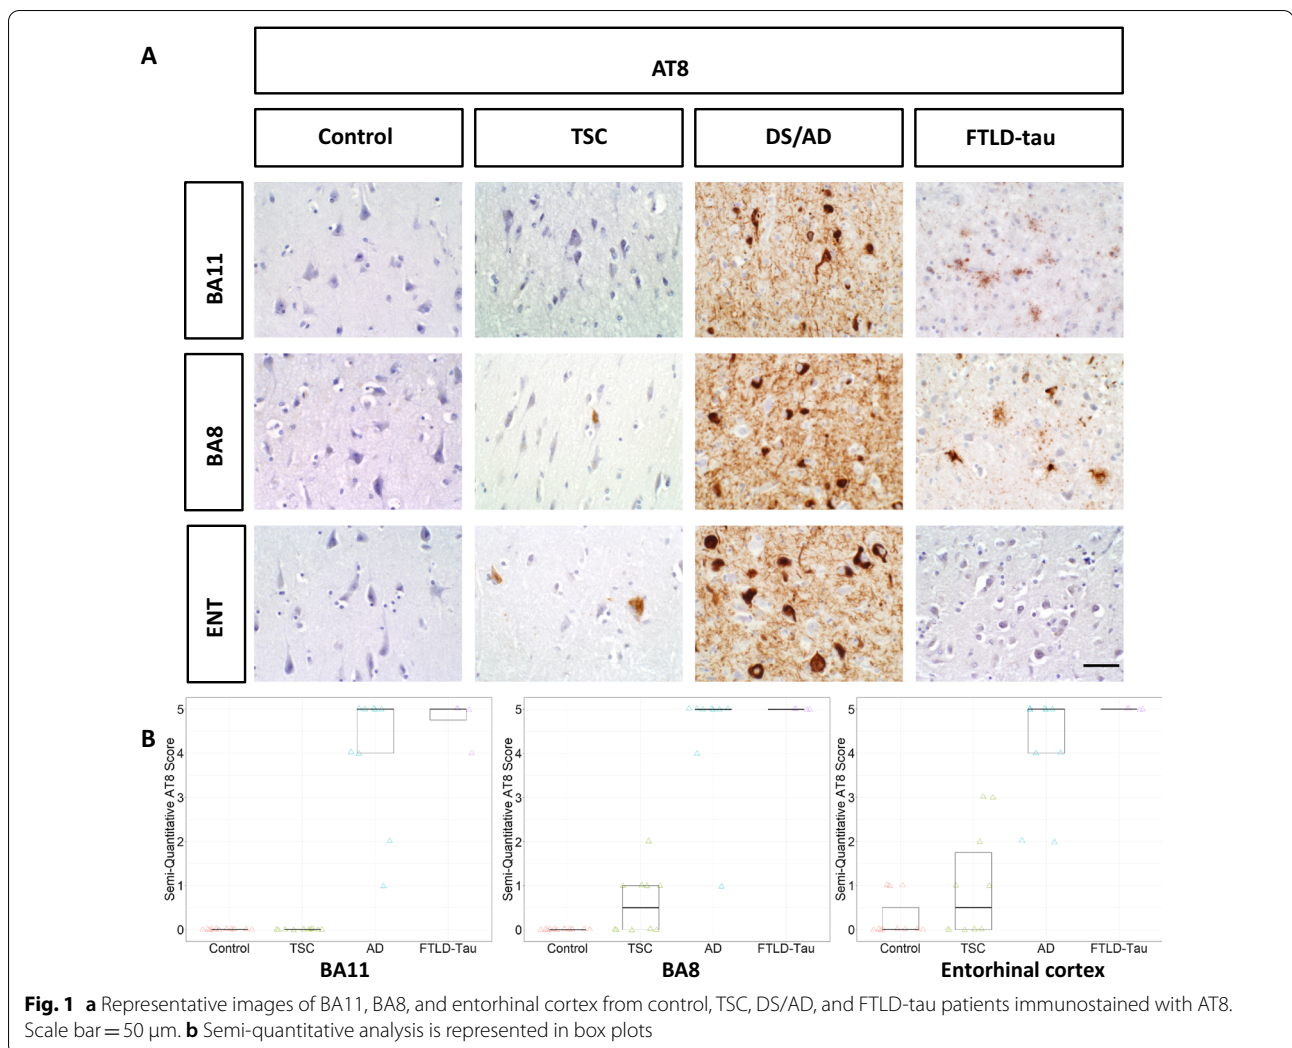 A
AT8
Control
TSC
DS/AD
FTLD-tau
BA11
BA8
ENT
B
Semi-Quantitative AT8 Score
5
4
3
2
1
0
Control
TSC
AD
FTLD-Tau
BA11
Semi-Quantitative AT8 Score
5
4
3
2
1
0
Control
TSC
AD
FTLD-Tau
BA8
Semi-Quantitative AT8 Score
5
4
3
2
1
0
Control
TSC
AD
FTLD-Tau
Entorhinal cortex
Fig. 1 a Representative images of BA11, BA8, and entorhinal cortex from control, TSC, DS/AD, and FTLD-tau patients immunostained with AT8.
Scale bar = 50 µm. b Semi-quantitative analysis is represented in box plots